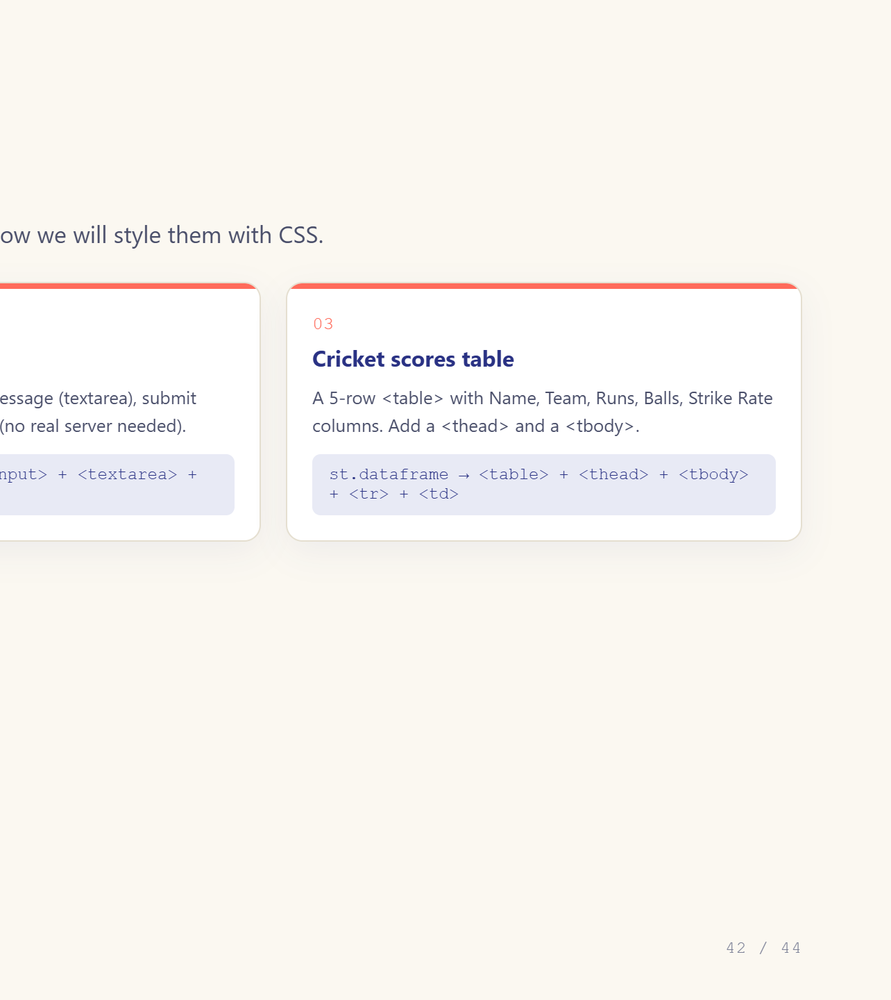 ow we will style them with CSS.
essage (textarea), submit
(no real server needed).
nput> + <textarea> +
03
Cricket scores table
A 5-row <table> with Name, Team, Runs, Balls, Strike Rate
columns. Add a <thead> and a <tbody>.
st.dataframe → <table> + <thead> + <tbody>
+ <tr> + <td>
42 / 44